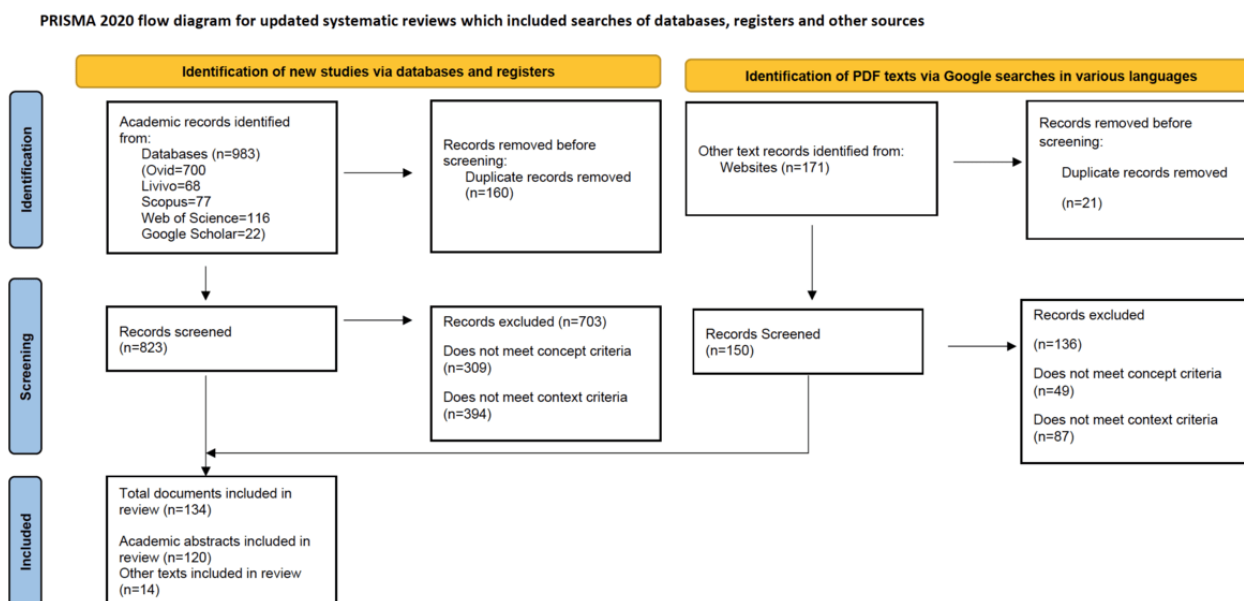 PRISMA 2020 flow diagram for updated systematic reviews which included searches of databases, registers and other sources
Identification of new studies via databases and registers
Identification of PDF texts via Google searches in various languages
Identification
Academic records identified
from:
Databases (n=983)
(Ovid=700
Livivo=68
Scopus=77
Web of Science=116
Google Scholar=22)
Records removed before
screening:
Duplicate records removed
(n=160)
Other text records identified from:
Websites (n=171)
Records removed before
screening:
Duplicate records removed
(n=21)
Screening
Records screened
(n=823)
Records excluded (n=703)
Does not meet concept criteria
(n=309)
Does not meet context criteria
(n=394)
Records Screened
(n=150)
Records excluded
(n=136)
Does not meet concept criteria
(n=49)
Does not meet context criteria
(n=87)
Included
Total documents included in
review (n=134)
Academic abstracts included in
review (n=120)
Other texts included in review
(n=14)